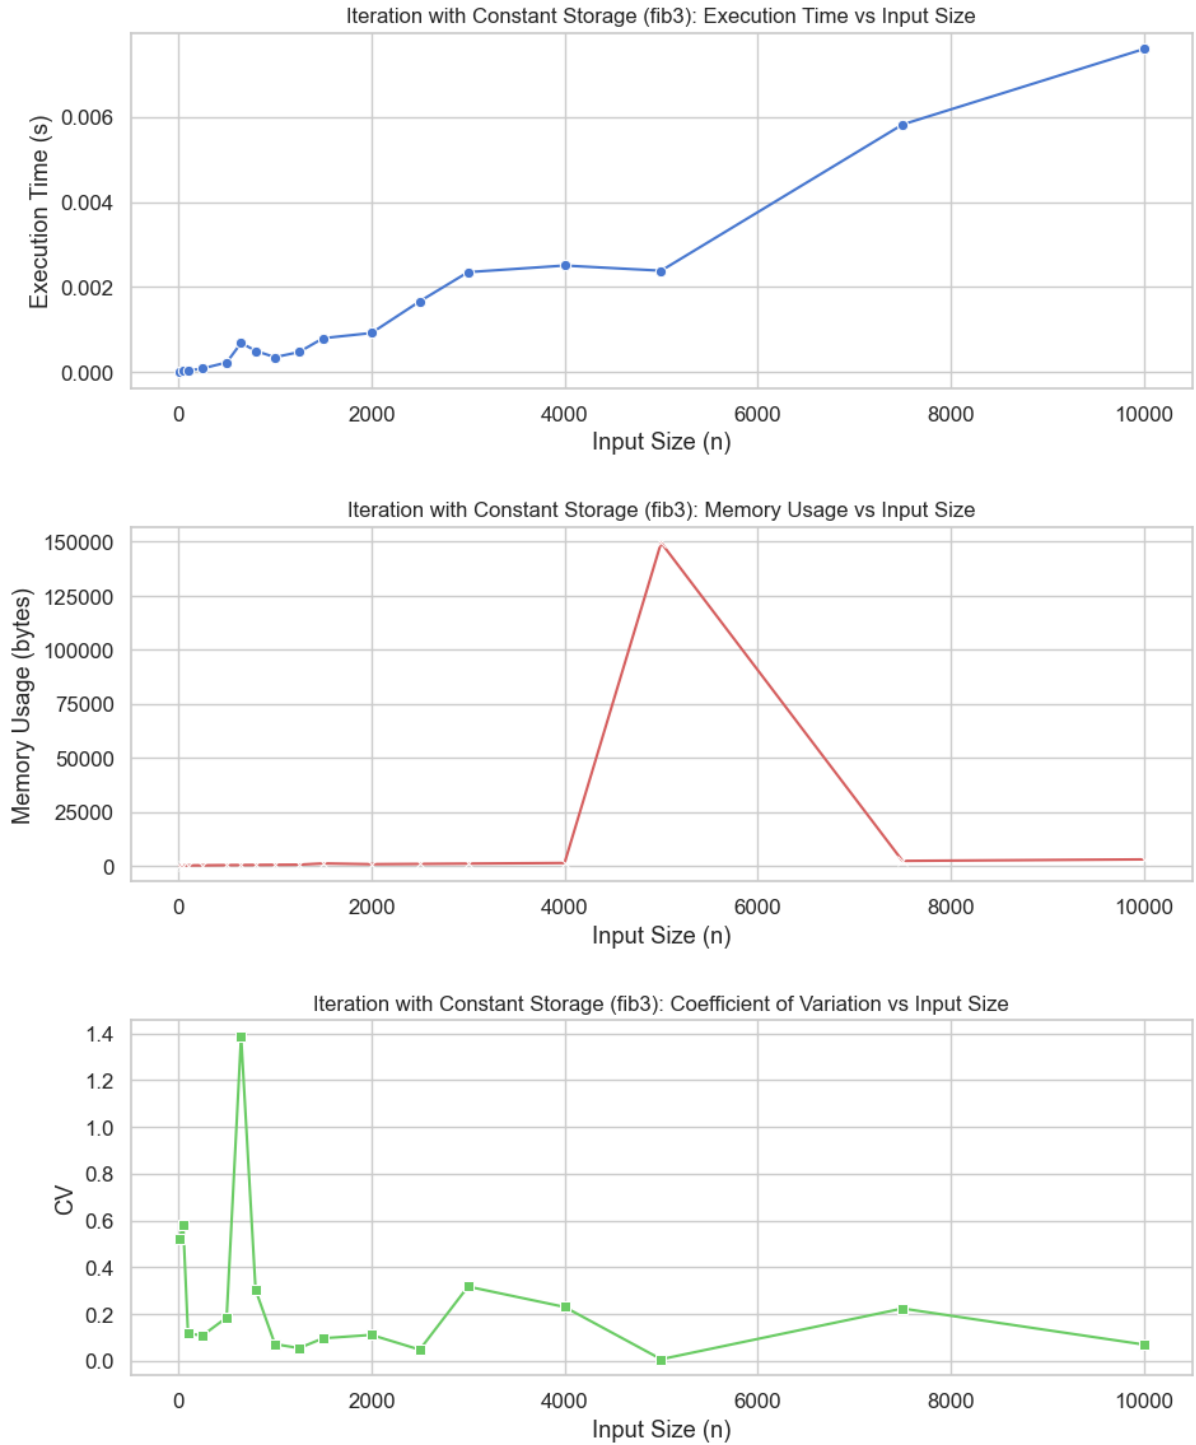 Iteration with Constant Storage (fib3): Execution Time vs Input Size
Execution Time (s)
0.006
0.004
0.002
0.000
0 2000 4000 6000 8000 10000
Input Size (n)
Iteration with Constant Storage (fib3): Memory Usage vs Input Size
Memory Usage (bytes)
150000
125000
100000
75000
50000
25000
0
0 2000 4000 6000 8000 10000
Input Size (n)
Iteration with Constant Storage (fib3): Coefficient of Variation vs Input Size
CV
1.4
1.2
1.0
0.8
0.6
0.4
0.2
0.0
0 2000 4000 6000 8000 10000
Input Size (n)